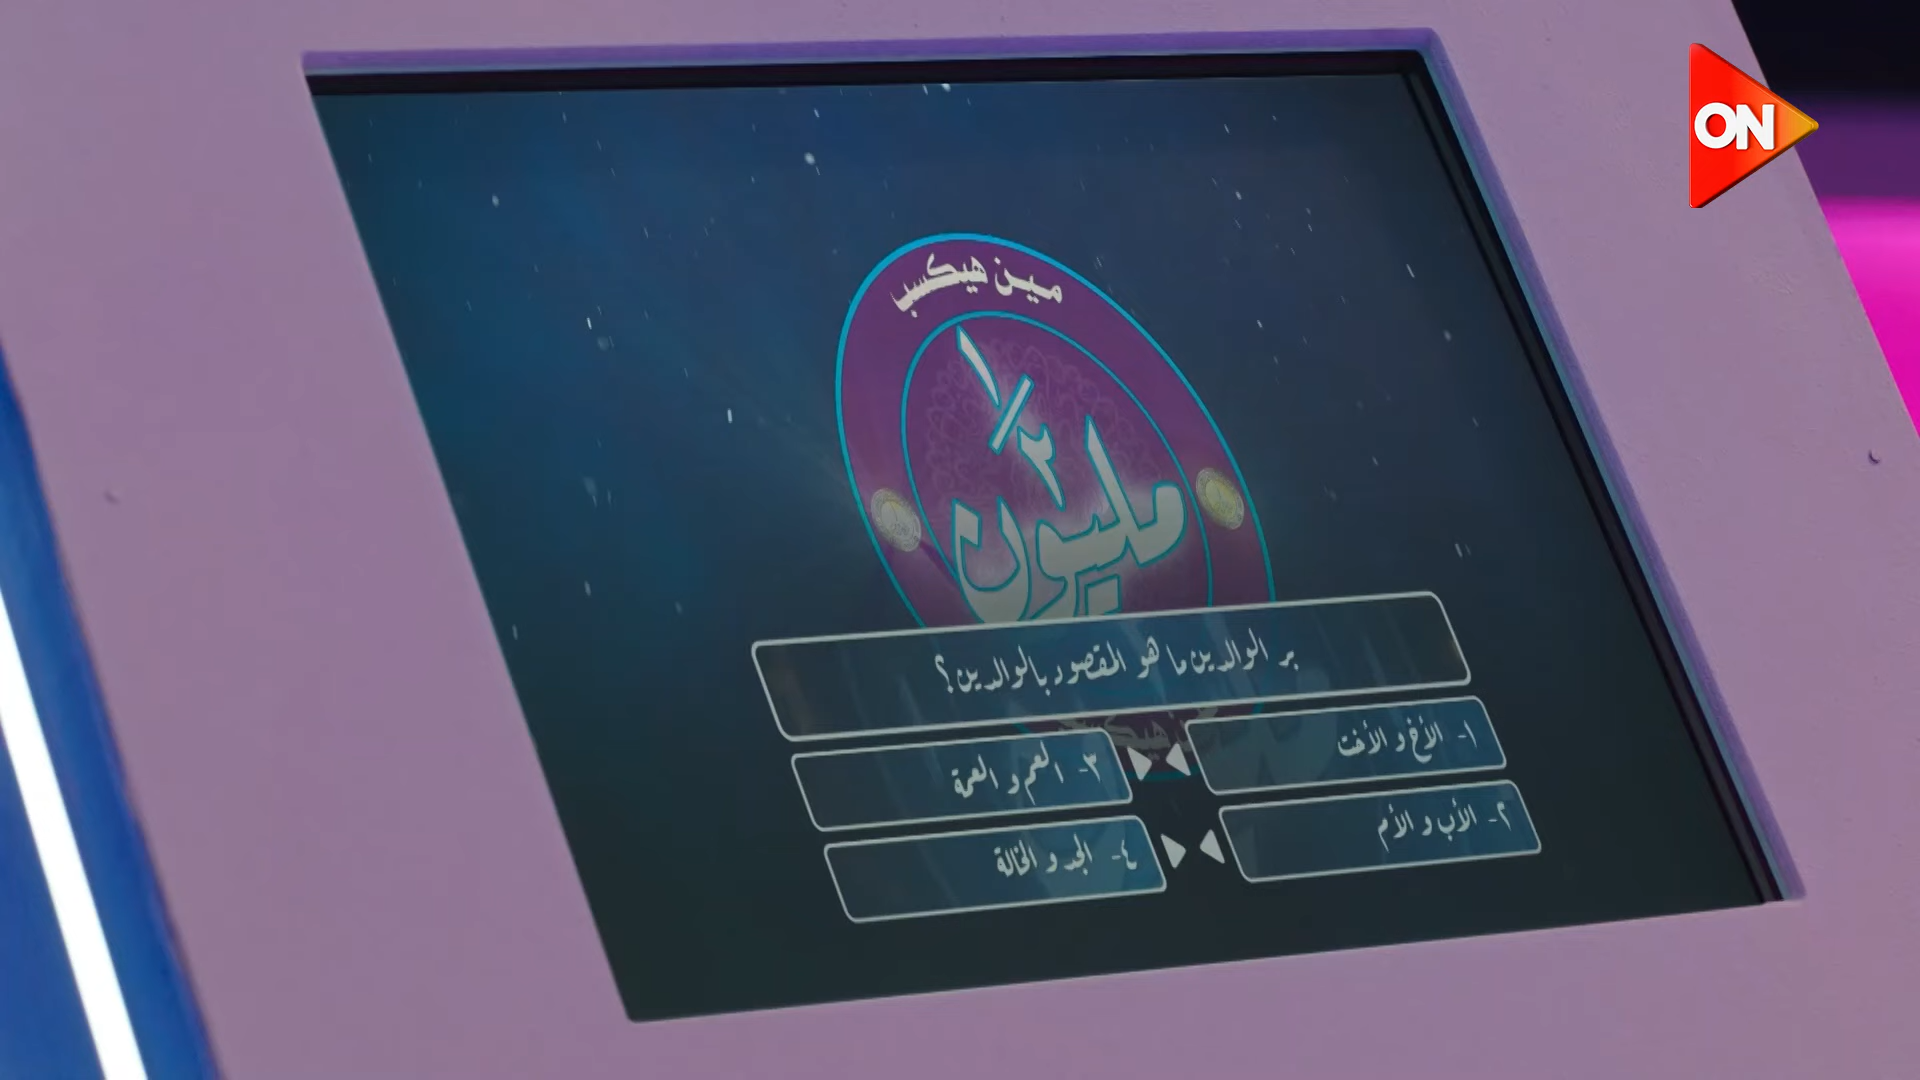 ON
مين هيكسب
١/٢
مليون
بر الوالدين ما هو المقصود بالوالدين؟
١- الأخ و الأخت
٣- العم و العمة
٢- الأب و الأم
٤- الجد و الخالة